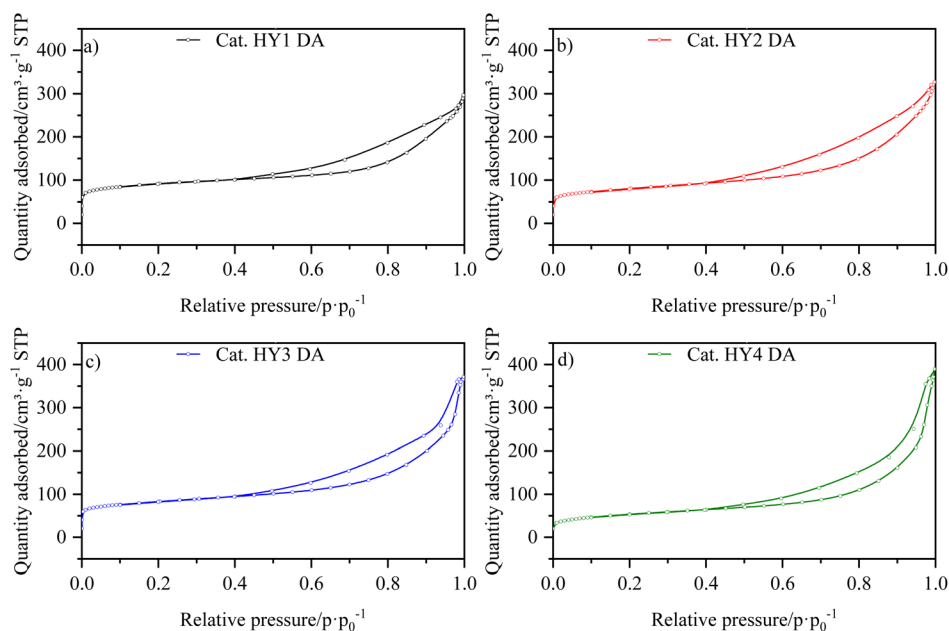 a)
Cat. HY1 DA
Quantity adsorbed/cm³·g⁻¹ STP
400
300
200
100
0
0.0 0.2 0.4 0.6 0.8 1.0
Relative pressure/p·p₀⁻¹
b)
Cat. HY2 DA
Quantity adsorbed/cm³·g⁻¹ STP
400
300
200
100
0
0.0 0.2 0.4 0.6 0.8 1.0
Relative pressure/p·p₀⁻¹
c)
Cat. HY3 DA
Quantity adsorbed/cm³·g⁻¹ STP
400
300
200
100
0
0.0 0.2 0.4 0.6 0.8 1.0
Relative pressure/p·p₀⁻¹
d)
Cat. HY4 DA
Quantity adsorbed/cm³·g⁻¹ STP
400
300
200
100
0
0.0 0.2 0.4 0.6 0.8 1.0
Relative pressure/p·p₀⁻¹